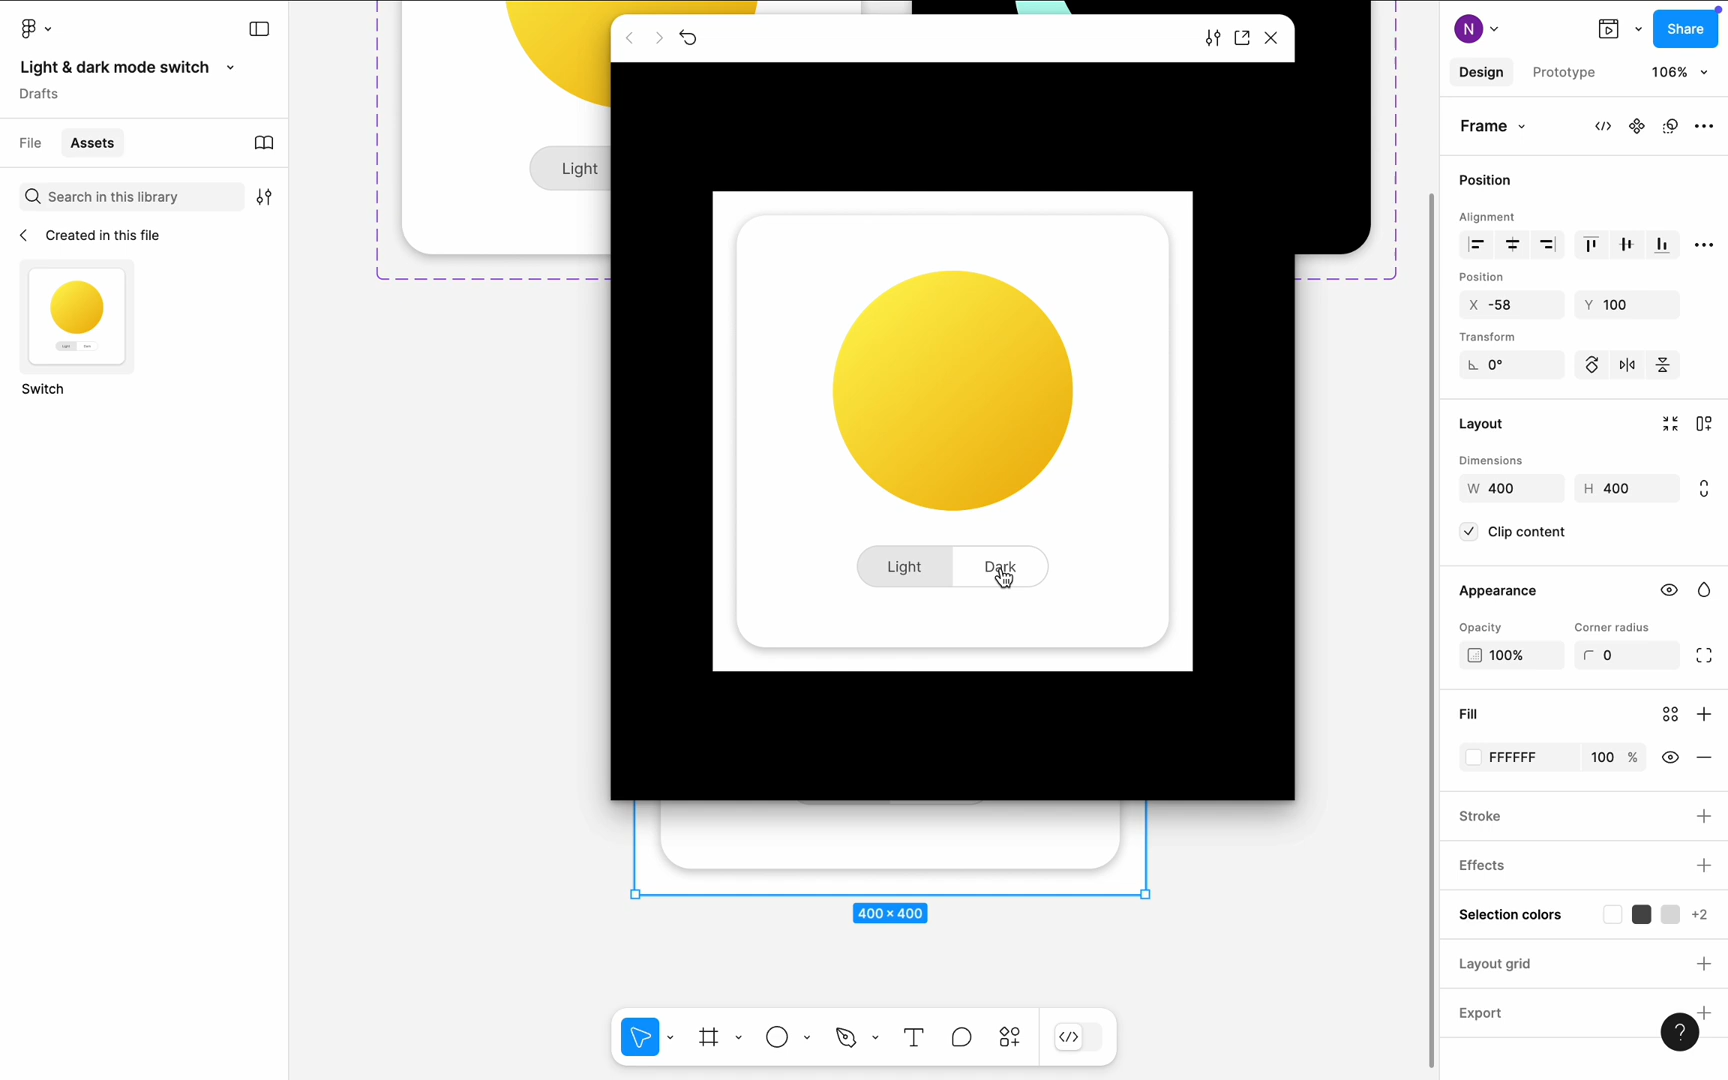 Light & dark mode switch
Drafts
File
Assets
Search in this library
Created in this file
Light
Dark
Switch
Light
Light
Dark
400 × 400
N
Share
Design
Prototype
106%
Frame
Position
Alignment
Position
X -58
Y 100
Transform
0°
Layout
Dimensions
W 400
H 400
Clip content
Appearance
Opacity
Corner radius
100%
0
Fill
FFFFFF
100 %
Stroke
Effects
Selection colors
+2
Layout grid
Export
?